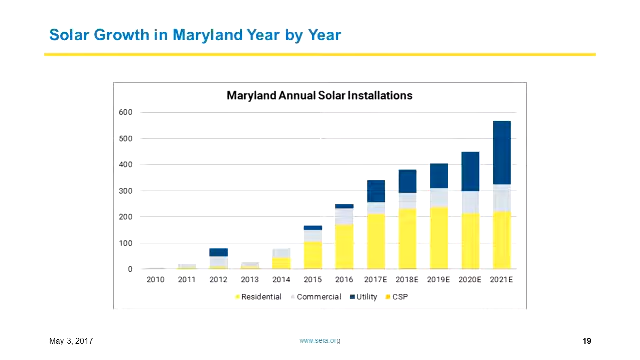 Solar Growth in Maryland Year by Year
Maryland Annual Solar Installations
600
500
400
300
200
100
0
2010 2011 2012 2013 2014 2015 2016 2017E 2018E 2019E 2020E 2021E
Residential Commercial Utility CSP
May 3, 2017 www.seia.org 19